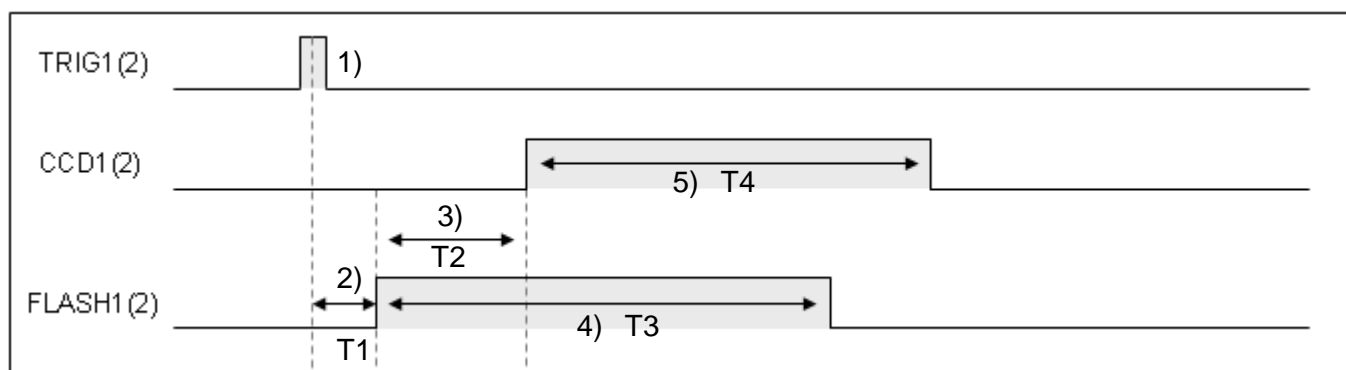 TRIG1(2)
1)
CCD1(2)
5) T4
3)
T2
2)
FLASH1(2)
4) T3
T1